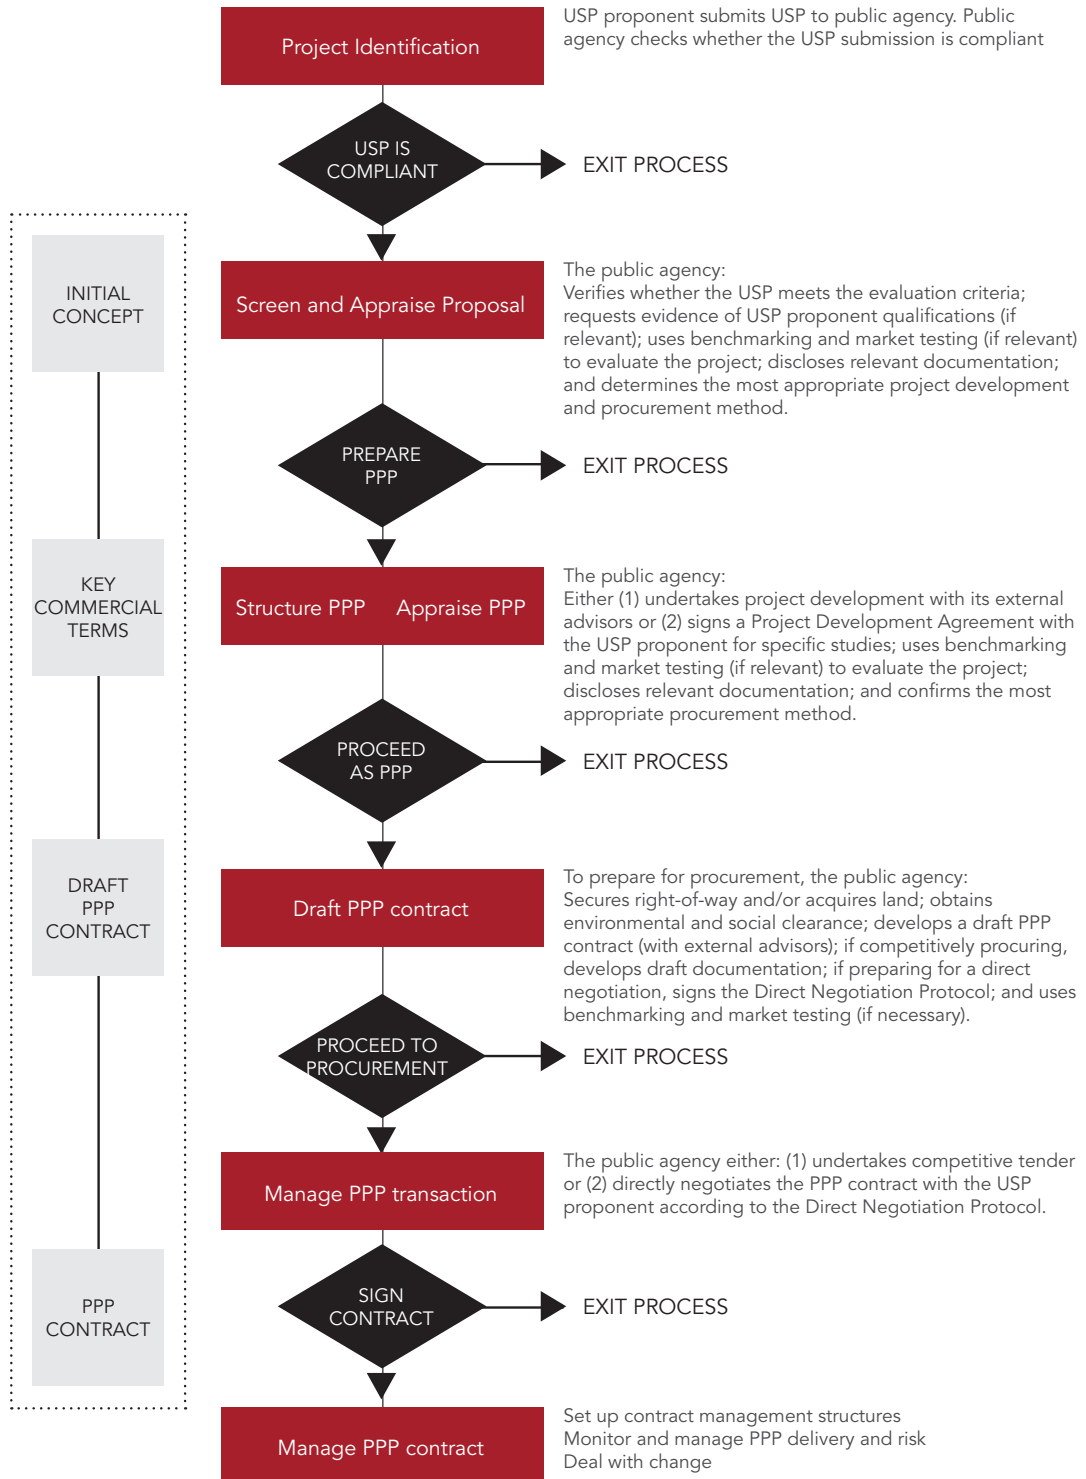 Project Identification
USP proponent submits USP to public agency. Public
agency checks whether the USP submission is compliant
USP IS
COMPLIANT
EXIT PROCESS
INITIAL
CONCEPT
Screen and Appraise Proposal
The public agency:
Verifies whether the USP meets the evaluation criteria;
requests evidence of USP proponent qualifications (if
relevant); uses benchmarking and market testing (if relevant)
to evaluate the project; discloses relevant documentation;
and determines the most appropriate project development
and procurement method.
PREPARE
PPP
EXIT PROCESS
KEY
COMMERCIAL
TERMS
Structure PPP Appraise PPP
The public agency:
Either (1) undertakes project development with its external
advisors or (2) signs a Project Development Agreement with
the USP proponent for specific studies; uses benchmarking
and market testing (if relevant) to evaluate the project;
discloses relevant documentation; and confirms the most
appropriate procurement method.
PROCEED
AS PPP
EXIT PROCESS
DRAFT
PPP
CONTRACT
Draft PPP contract
To prepare for procurement, the public agency:
Secures right-of-way and/or acquires land; obtains
environmental and social clearance; develops a draft PPP
contract (with external advisors); if competitively procuring,
develops draft documentation; if preparing for a direct
negotiation, signs the Direct Negotiation Protocol; and uses
benchmarking and market testing (if necessary).
PROCEED TO
PROCUREMENT
EXIT PROCESS
Manage PPP transaction
The public agency either: (1) undertakes competitive tender
or (2) directly negotiates the PPP contract with the USP
proponent according to the Direct Negotiation Protocol.
PPP
CONTRACT
SIGN
CONTRACT
EXIT PROCESS
Manage PPP contract
Set up contract management structures
Monitor and manage PPP delivery and risk
Deal with change